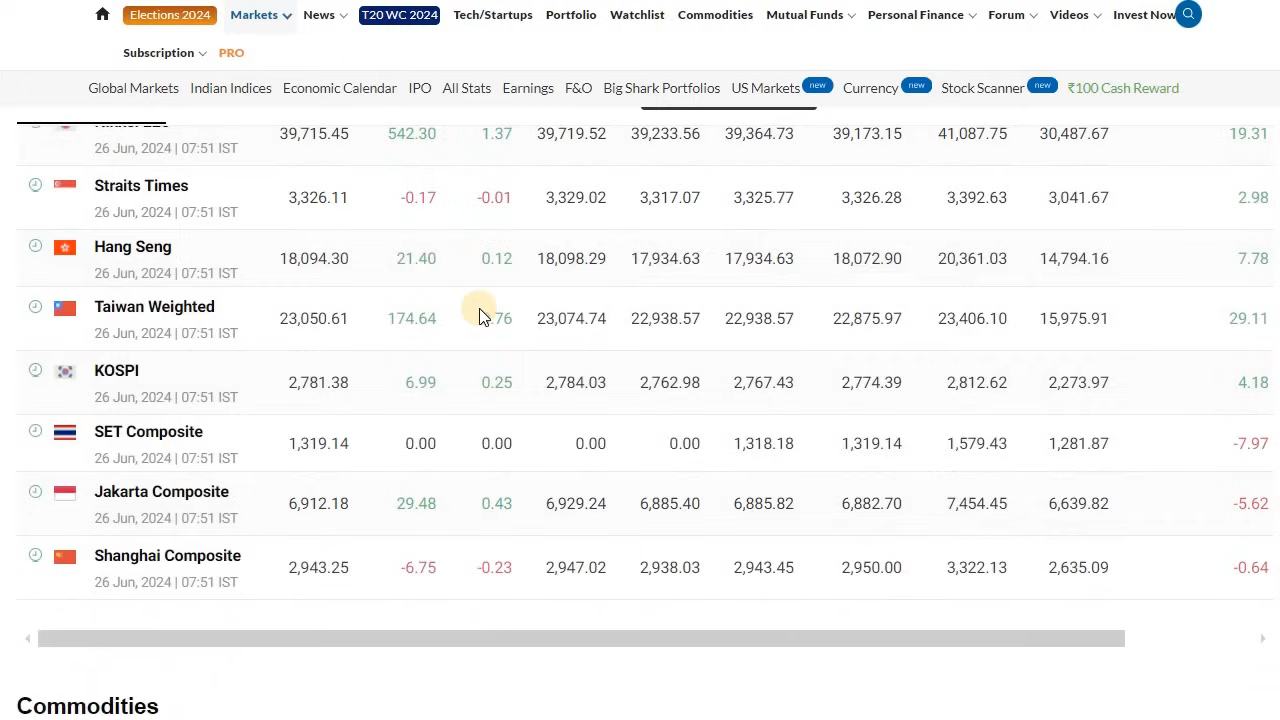 Elections 2024 Markets News T20 WC 2024 Tech/Startups Portfolio Watchlist Commodities Mutual Funds Personal Finance Forum Videos Invest Now
Subscription PRO
Global Markets Indian Indices Economic Calendar IPO All Stats Earnings F&O Big Shark Portfolios US Markets new Currency new Stock Scanner new ₹100 Cash Reward
39,715.45 542.30 1.37 39,719.52 39,233.56 39,364.73 39,173.15 41,087.75 30,487.67 19.31
26 Jun, 2024 | 07:51 IST
Straits Times
3,326.11 -0.17 -0.01 3,329.02 3,317.07 3,325.77 3,326.28 3,392.63 3,041.67 2.98
26 Jun, 2024 | 07:51 IST
Hang Seng
18,094.30 21.40 0.12 18,098.29 17,934.63 17,934.63 18,072.90 20,361.03 14,794.16 7.78
26 Jun, 2024 | 07:51 IST
Taiwan Weighted
23,050.61 174.64 23,074.74 22,938.57 22,938.57 22,875.97 23,406.10 15,975.91 29.11
26 Jun, 2024 | 07:51 IST
KOSPI
2,781.38 6.99 0.25 2,784.03 2,762.98 2,767.43 2,774.39 2,812.62 2,273.97 4.18
26 Jun, 2024 | 07:51 IST
SET Composite
1,319.14 0.00 0.00 0.00 0.00 1,318.18 1,319.14 1,579.43 1,281.87 -7.97
26 Jun, 2024 | 07:51 IST
Jakarta Composite
6,912.18 29.48 0.43 6,929.24 6,885.40 6,885.82 6,882.70 7,454.45 6,639.82 -5.62
26 Jun, 2024 | 07:51 IST
Shanghai Composite
2,943.25 -6.75 -0.23 2,947.02 2,938.03 2,943.45 2,950.00 3,322.13 2,635.09 -0.64
26 Jun, 2024 | 07:51 IST
Commodities